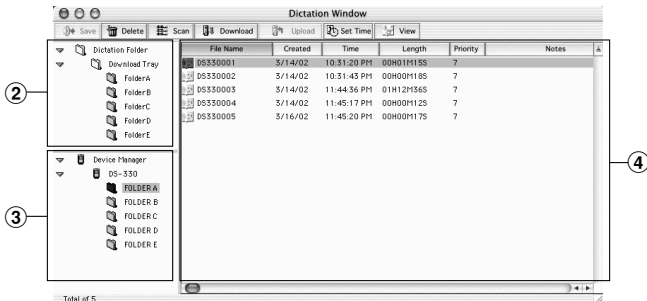 Dictation Window
Save Delete Scan Download Upload Set Time View
Dictation Folder
Download Tray
FolderA
FolderB
FolderC
FolderD
FolderE
2
Device Manager
DS-330
FOLDER A
FOLDER B
FOLDER C
FOLDER D
FOLDER E
3
File Name Created Time Length Priority Notes
DS330001 3/14/02 10:31:20 PM 00H01M15S 7
DS330002 3/14/02 10:31:43 PM 00H00M18S 7
DS330003 3/14/02 11:44:36 PM 01H12M36S 7
DS330004 3/14/02 11:45:17 PM 00H00M12S 7
DS330005 3/16/02 11:45:20 PM 00H00M17S 7
4
Total of 5